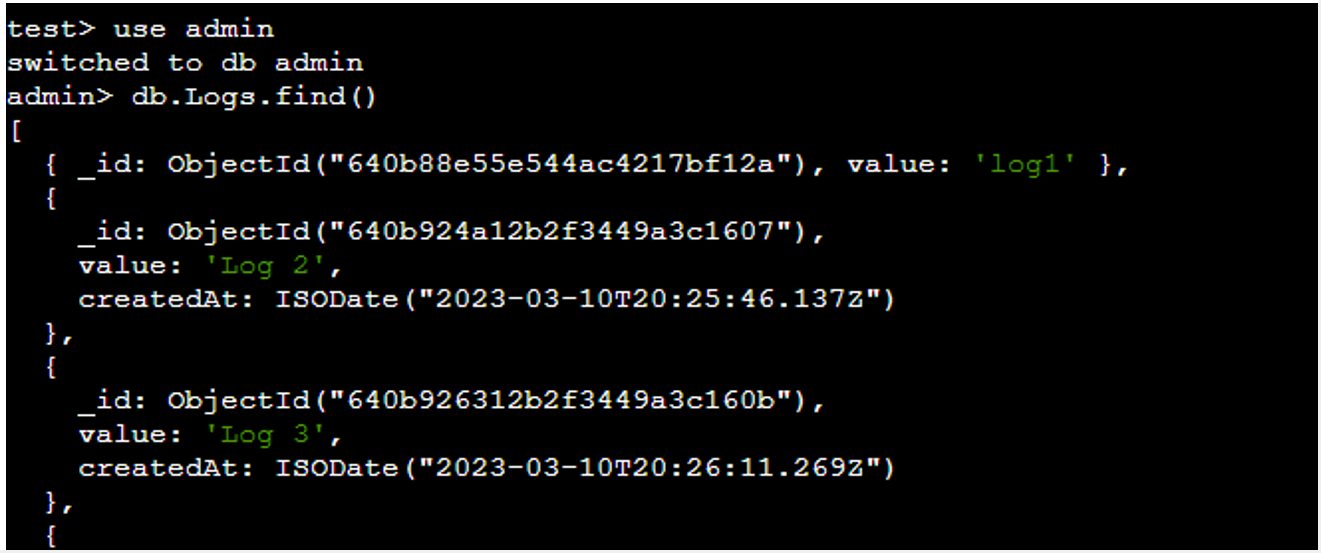 test> use admin
switched to db admin
admin> db.Logs.find()
[
  { _id: ObjectId("640b88e55e544ac4217bf12a"), value: 'log1' },
  {
    _id: ObjectId("640b924a12b2f3449a3c1607"),
    value: 'Log 2',
    createdAt: ISODate("2023-03-10T20:25:46.137Z")
  },
  {
    _id: ObjectId("640b926312b2f3449a3c160b"),
    value: 'Log 3',
    createdAt: ISODate("2023-03-10T20:26:11.269Z")
  },
  {